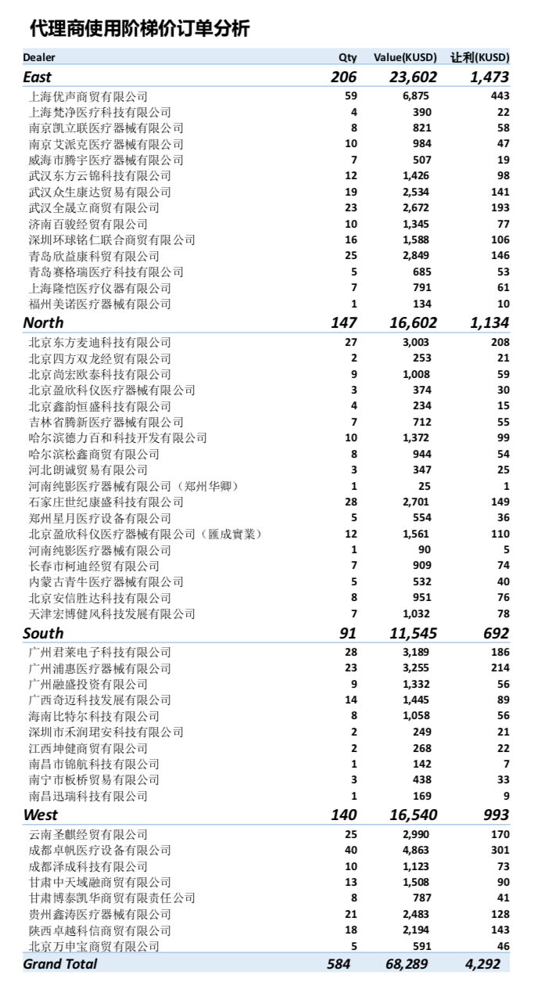 代理商使用阶梯价订单分析
Dealer Qty Value(KUSD) 让利(KUSD)
East 206 23,602 1,473
上海优声商贸有限公司 59 6,875 443
上海梵净医疗科技有限公司 4 390 22
南京凯立联医疗器械有限公司 8 821 58
南京艾派克医疗器械有限公司 10 984 47
威海市腾宇医疗器械有限公司 7 507 19
武汉东方云锦科技有限公司 12 1,426 98
武汉众生康达贸易有限公司 19 2,534 141
武汉全晟立商贸有限公司 23 2,672 193
济南百骏经贸有限公司 10 1,345 77
深圳环球铭仁联合商贸有限公司 16 1,588 106
青岛欣益康科贸有限公司 25 2,849 146
青岛赛格瑞医疗科技有限公司 5 685 53
上海隆恺医疗仪器有限公司 7 791 61
福州美诺医疗器械有限公司 1 134 10
North 147 16,602 1,134
北京东方麦迪科技有限公司 27 3,003 208
北京四方双龙经贸有限公司 2 253 21
北京尚宏欧泰科技有限公司 9 1,008 59
北京盈欣科仪医疗器械有限公司 3 374 30
北京鑫韵恒盛科技有限公司 4 234 15
吉林省腾新医疗器械有限公司 7 712 55
哈尔滨德力百和科技开发有限公司 10 1,372 99
哈尔滨松鑫商贸有限公司 8 944 54
河北朗诚贸易有限公司 3 347 25
河南纯影医疗器械有限公司（郑州华卿） 1 25 1
石家庄世纪康盛科技有限公司 28 2,701 149
郑州星月医疗设备有限公司 5 554 36
北京盈欣科仪医疗器械有限公司（匯成實業） 12 1,561 110
河南纯影医疗器械有限公司 1 90 5
长春市柯迪经贸有限公司 7 909 74
内蒙古青牛医疗器械有限公司 5 532 40
北京安信胜达科技有限公司 8 951 76
天津宏博健风科技发展有限公司 7 1,032 78
South 91 11,545 692
广州君莱电子科技有限公司 28 3,189 186
广州浦惠医疗器械有限公司 23 3,255 214
广州融盛投资有限公司 9 1,332 56
广西奇迈科技发展有限公司 14 1,445 89
海南比特尔科技有限公司 8 1,058 56
深圳市禾润珺安科技有限公司 2 249 21
江西坤健商贸有限公司 2 268 22
南昌市锦航科技有限公司 1 142 7
南宁市板桥贸易有限公司 3 438 33
南昌迅瑞科技有限公司 1 169 9
West 140 16,540 993
云南圣麒经贸有限公司 25 2,990 170
成都卓帆医疗设备有限公司 40 4,863 301
成都泽成科技有限公司 10 1,123 73
甘肃中天域融商贸有限公司 13 1,508 90
甘肃博泰凯华商贸有限责任公司 8 787 41
贵州鑫涛医疗器械有限公司 21 2,483 128
陕西卓越科信商贸有限公司 18 2,194 143
北京万申宝商贸有限公司 5 591 46
Grand Total 584 68,289 4,292